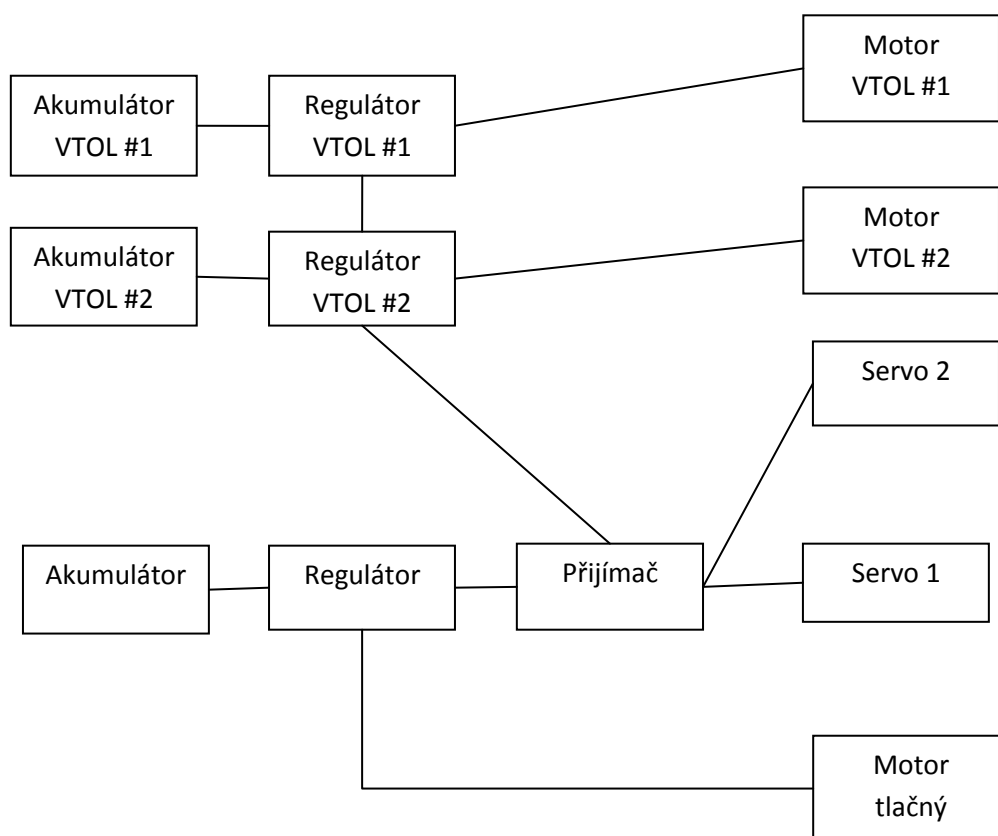 Motor
VTOL #1
Akumulátor
VTOL #1
Regulátor
VTOL #1
Motor
VTOL #2
Akumulátor
VTOL #2
Regulátor
VTOL #2
Servo 2
Akumulátor
Regulátor
Přijímač
Servo 1
Motor
tlačný